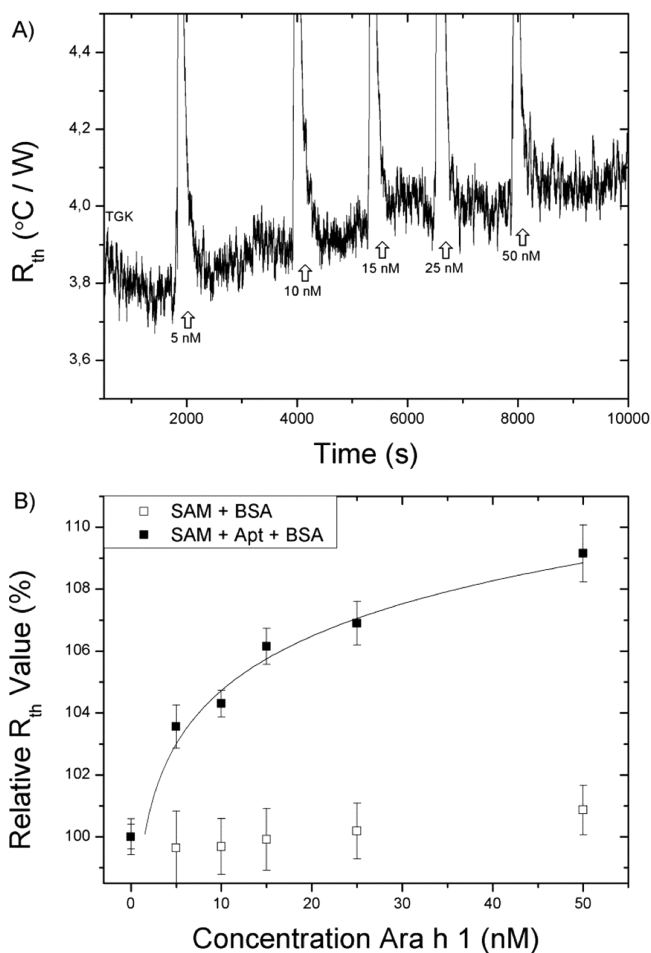 A)
4,4
4,2
4,0
3,8
3,6
R_th (°C / W)
TGK
5 nM
10 nM
15 nM
25 nM
50 nM
2000 4000 6000 8000 10000
Time (s)
B)
SAM + BSA
SAM + Apt + BSA
110
108
106
104
102
100
Relative R_th Value (%)
0 10 20 30 40 50
Concentration Ara h 1 (nM)